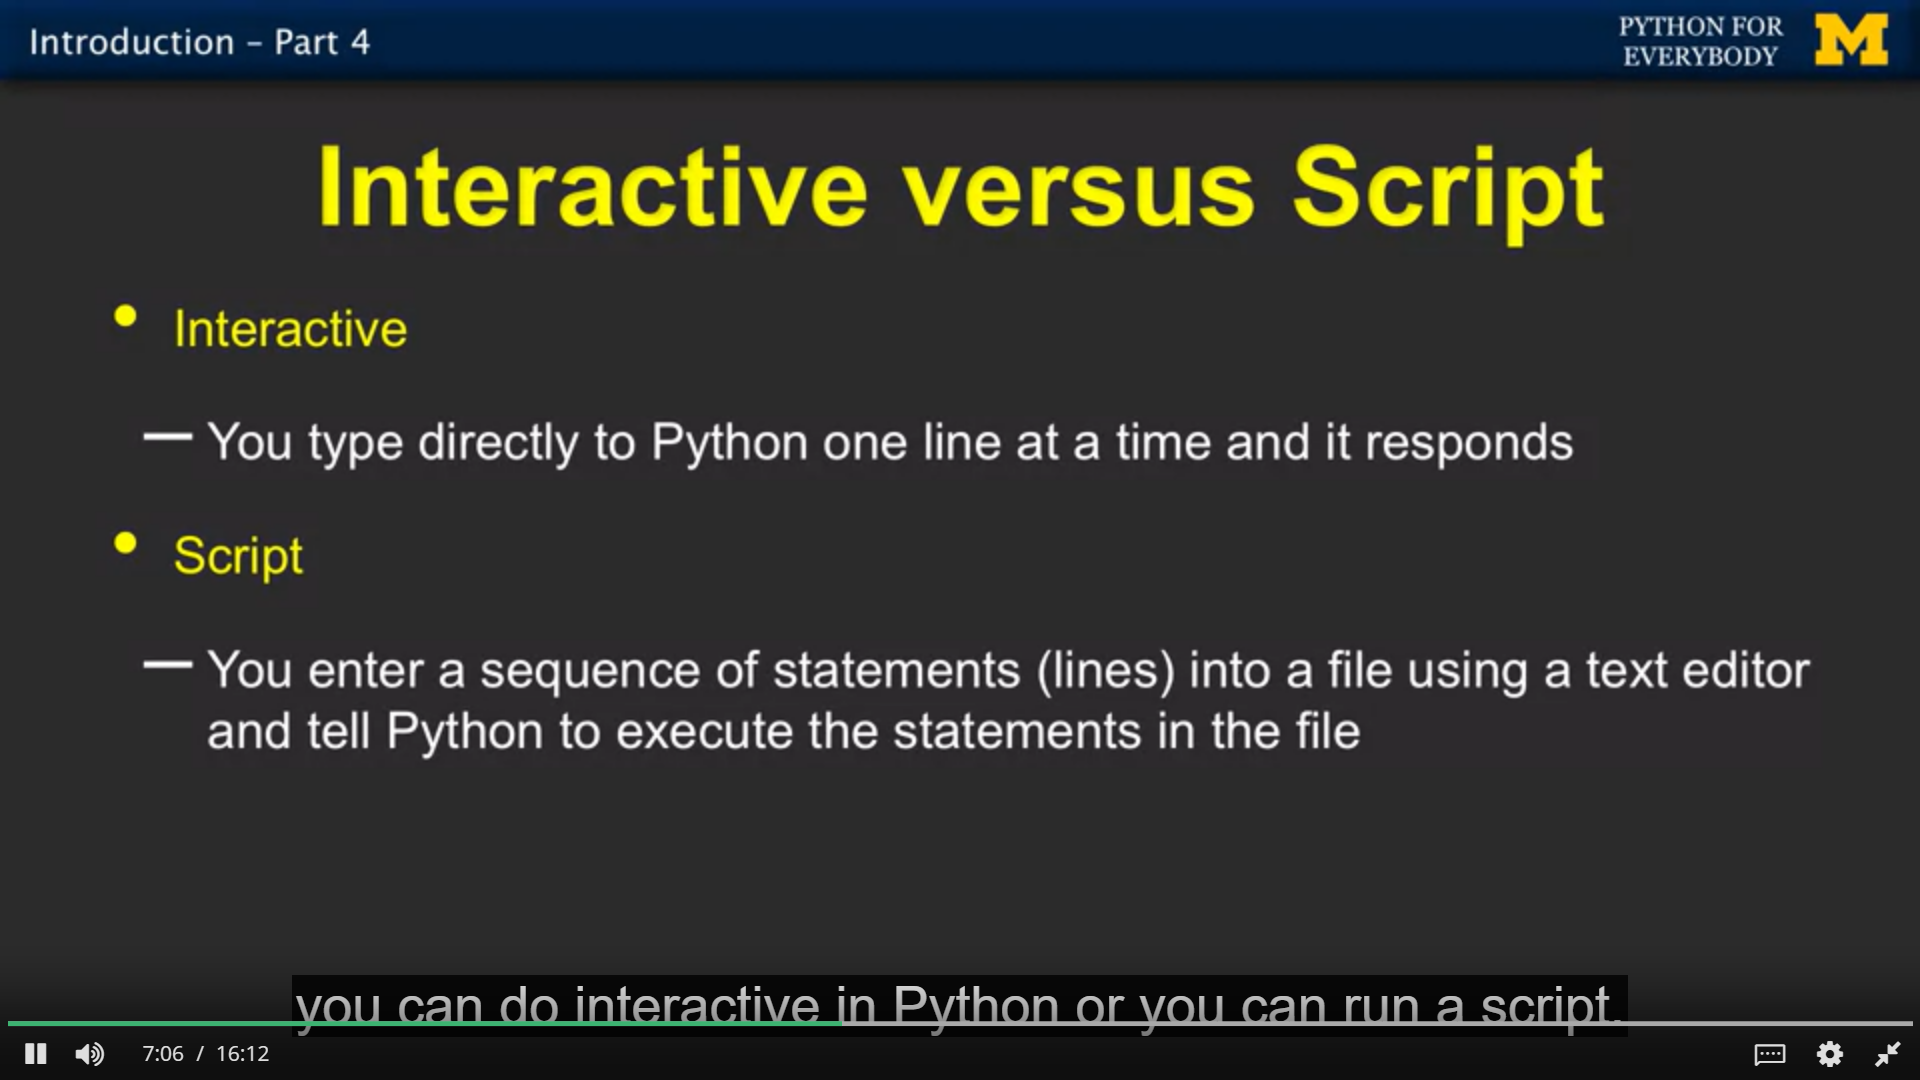 Introduction – Part 4
PYTHON FOR
EVERYBODY
M
Interactive versus Script
• Interactive
— You type directly to Python one line at a time and it responds
• Script
— You enter a sequence of statements (lines) into a file using a text editor
and tell Python to execute the statements in the file
you can do interactive in Python or you can run a script.
7:06 / 16:12